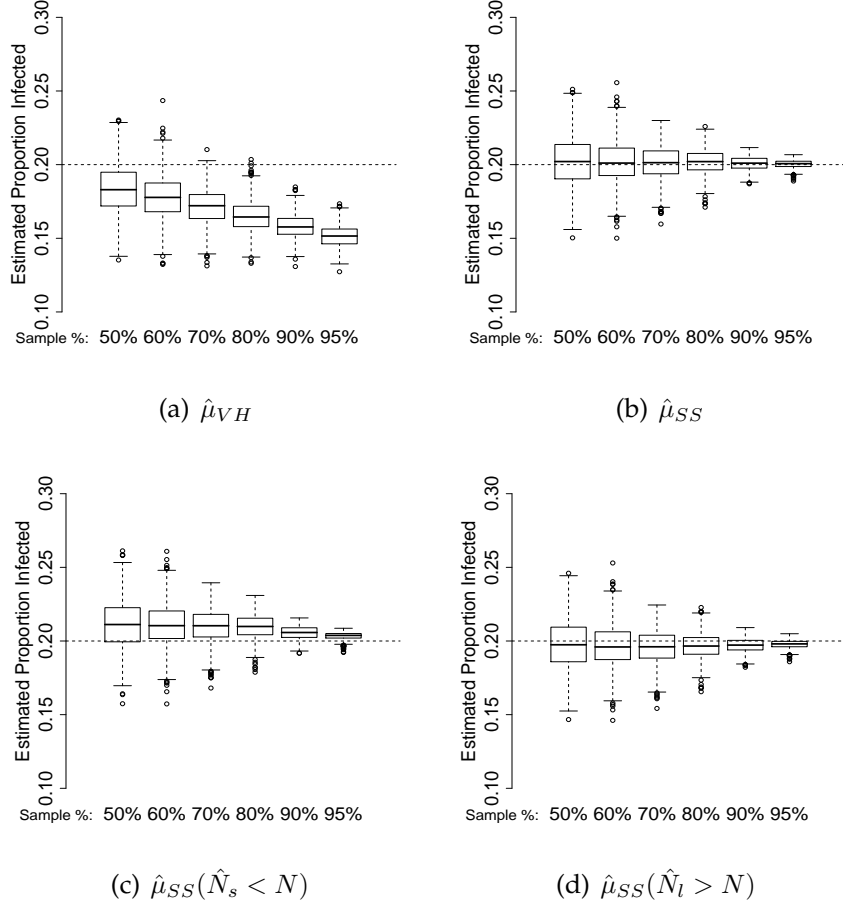 0.30
0.25
0.20
0.15
0.10
Estimated Proportion Infected
Sample %: 50% 60% 70% 80% 90% 95%
(a) μ̂_{VH}
0.30
0.25
0.20
0.15
0.10
Estimated Proportion Infected
Sample %: 50% 60% 70% 80% 90% 95%
(b) μ̂_{SS}
0.30
0.25
0.20
0.15
0.10
Estimated Proportion Infected
Sample %: 50% 60% 70% 80% 90% 95%
(c) μ̂_{SS}(N̂_s < N)
0.30
0.25
0.20
0.15
0.10
Estimated Proportion Infected
Sample %: 50% 60% 70% 80% 90% 95%
(d) μ̂_{SS}(N̂_l > N)